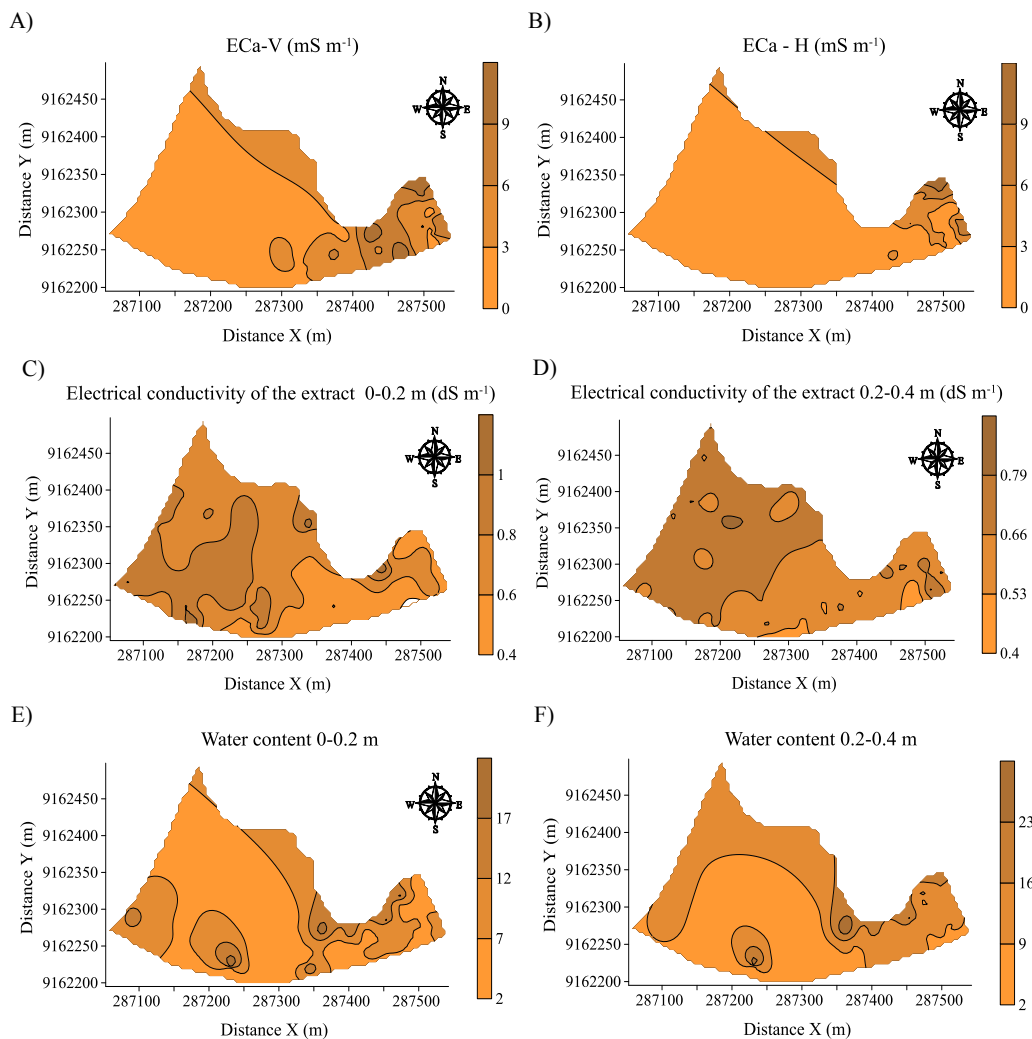 A)
ECa-V (mS m-1)
Distance Y (m)
9162450
9162400
9162350
9162300
9162250
9162200
287100
287200
287300
287400
287500
Distance X (m)
N
W
E
S
9
6
3
0
B)
ECa - H (mS m-1)
Distance Y (m)
9162450
9162400
9162350
9162300
9162250
9162200
287100
287200
287300
287400
287500
Distance X (m)
N
W
E
S
9
6
3
0
C)
Electrical conductivity of the extract 0-0.2 m (dS m-1)
Distance Y (m)
9162450
9162400
9162350
9162300
9162250
9162200
287100
287200
287300
287400
287500
Distance X (m)
N
W
E
S
1
0.8
0.6
0.4
D)
Electrical conductivity of the extract 0.2-0.4 m (dS m-1)
Distance Y (m)
9162450
9162400
9162350
9162300
9162250
9162200
287100
287200
287300
287400
287500
Distance X (m)
N
W
E
S
0.79
0.66
0.53
0.4
E)
Water content 0-0.2 m
Distance Y (m)
9162450
9162400
9162350
9162300
9162250
9162200
287100
287200
287300
287400
287500
Distance X (m)
N
W
E
S
17
12
7
2
F)
Water content 0.2-0.4 m
Distance Y (m)
9162450
9162400
9162350
9162300
9162250
9162200
287100
287200
287300
287400
287500
Distance X (m)
23
16
9
2